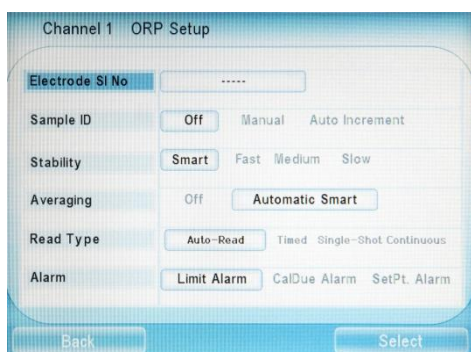 Channel 1 ORP Setup
Electrode Sl No -----
Sample ID Off Manual Auto Increment
Stability Smart Fast Medium Slow
Averaging Off Automatic Smart
Read Type Auto-Read Timed Single-Shot Continuous
Alarm Limit Alarm CalDue Alarm SetPt. Alarm
Back Select